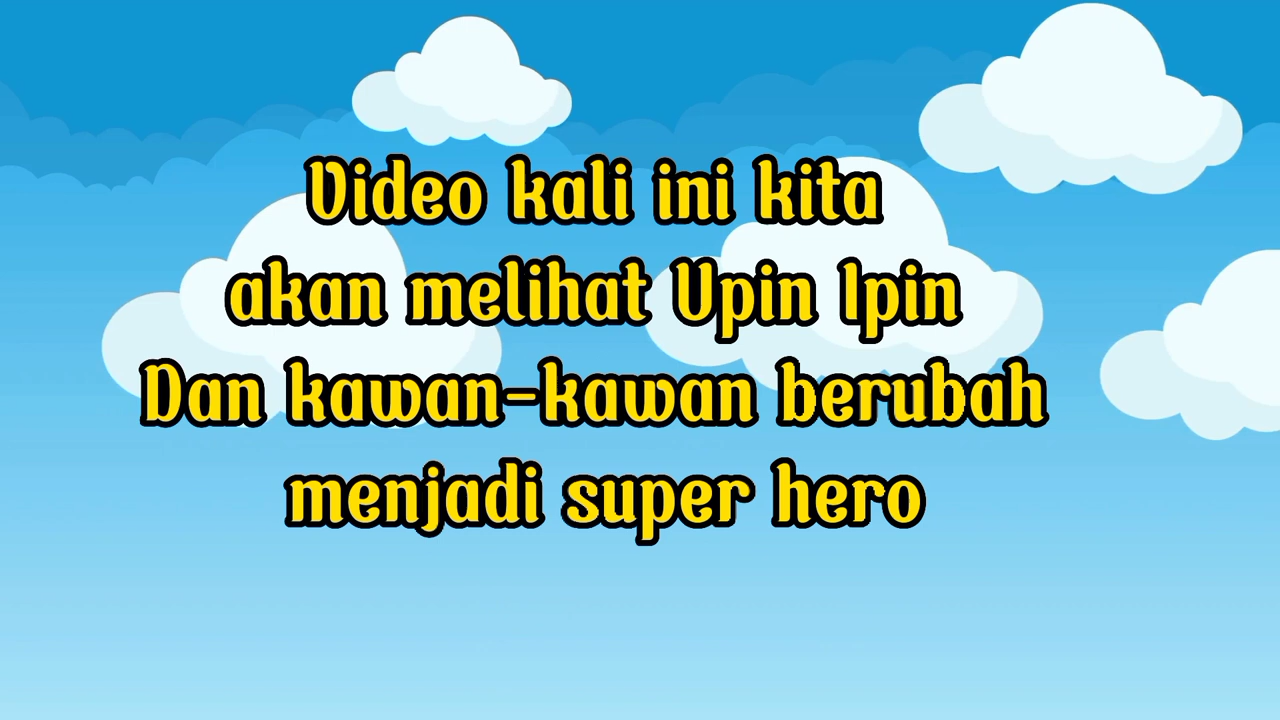 Video kali ini kita
akan melihat Upin Ipin
Dan kawan-kawan berubah
menjadi super hero